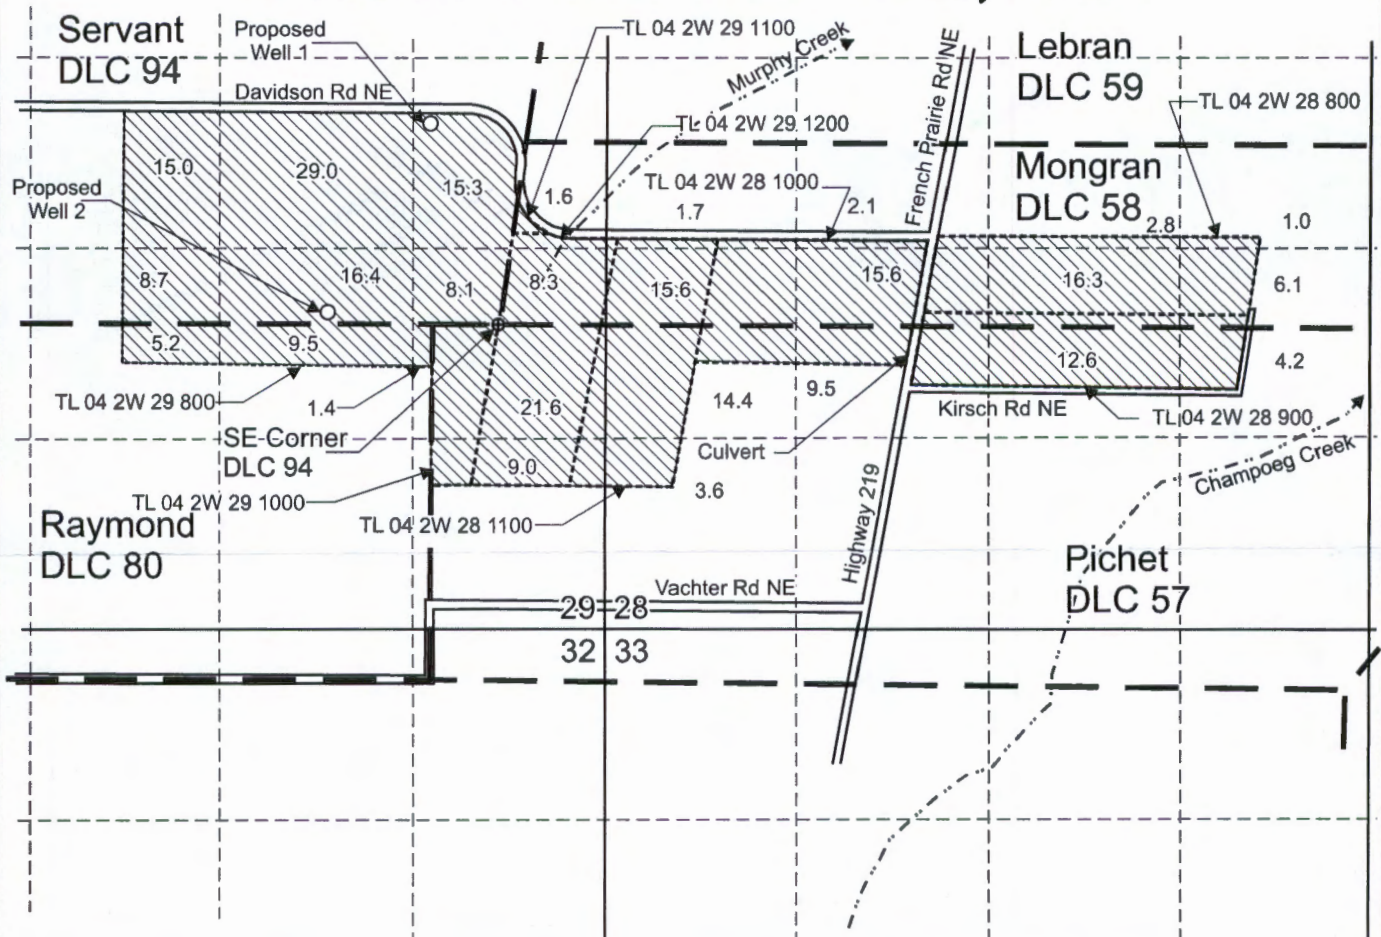 Servant
DLC 94
Proposed
Well 1
TL 04 2W 29 1100
Murphy Creek
French Prairie Rd NE
Lebran
DLC 59
TL 04 2W 28 800
Davidson Rd NE
TL 04 2W 29 1200
Mongran
DLC 58
15.0
29.0
15.3
1.6
TL 04 2W 28 1000
1.7
2.1
2.8
1.0
Proposed
Well 2
8.7
16.4
8.1
8.3
15.6
15.6
16.3
6.1
5.2
9.5
12.6
4.2
TL 04 2W 29 800
1.4
21.6
14.4
9.5
Kirsch Rd NE
TL 04 2W 28 900
SE Corner
DLC 94
Culvert
Champoeg Creek
9.0
3.6
TL 04 2W 29 1000
TL 04 2W 28 1100
Raymond
DLC 80
Highway 219
Pichet
DLC 57
Vachter Rd NE
29 28
32 33